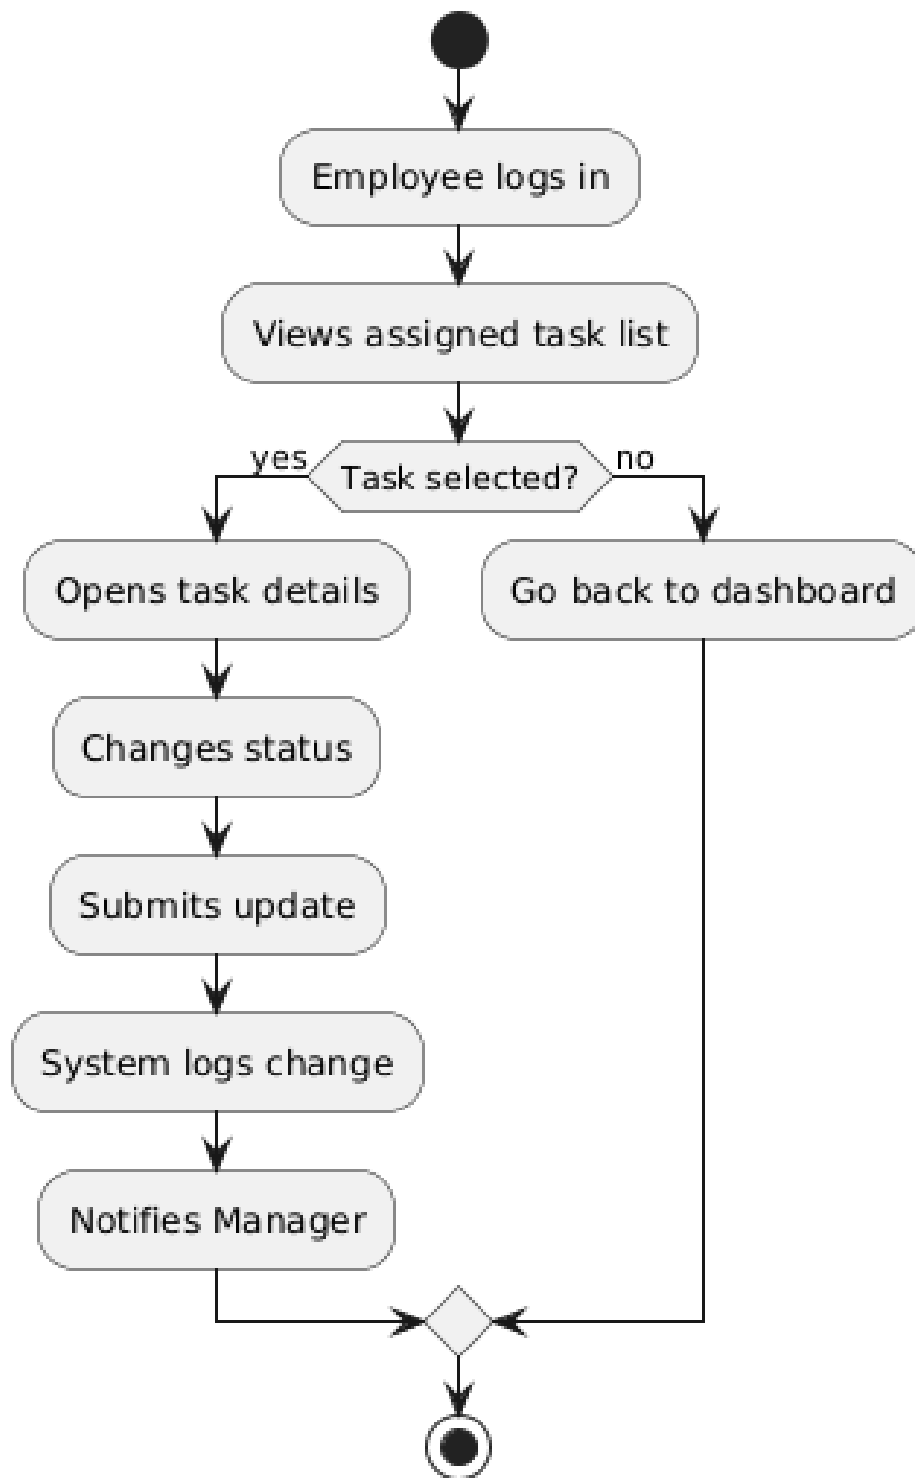 Employee logs in
Views assigned task list
yes
Task selected?
no
Opens task details
Go back to dashboard
Changes status
Submits update
System logs change
Notifies Manager